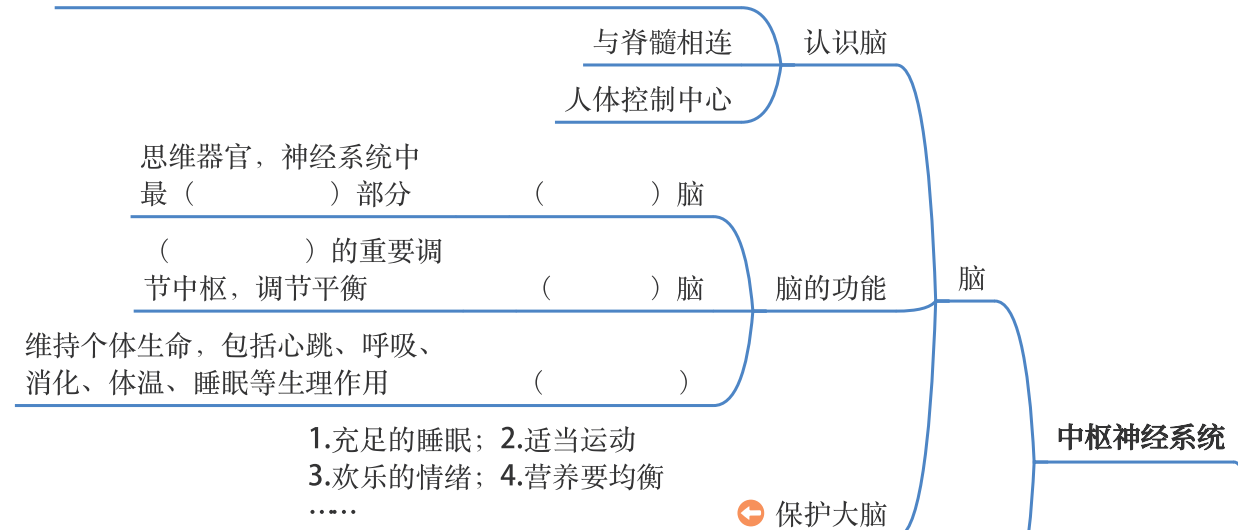 与脊髓相连
认识脑
人体控制中心
思维器官，神经系统中
最（ ）部分 （ ）脑
（ ）的重要调
节中枢，调节平衡 （ ）脑
脑的功能
脑
维持个体生命，包括心跳、呼吸、
消化、体温、睡眠等生理作用 （ ）
1.充足的睡眠；2.适当运动
3.欢乐的情绪；4.营养要均衡
……
保护大脑
中枢神经系统